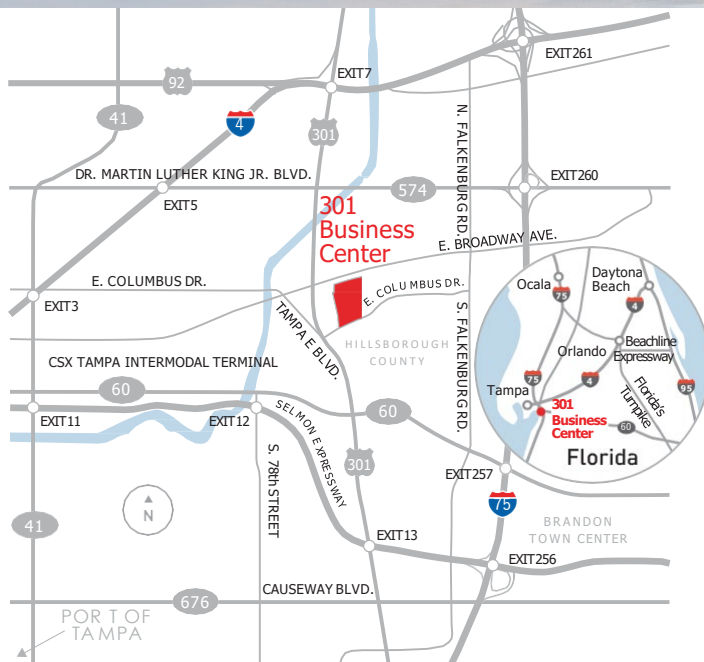 EXIT261
EXIT7
92
4
41
301
N. FALKENBURG RD.
DR. MARTIN LUTHER KING JR. BLVD.
574
EXIT260
EXIT5
301
Business
Center
E. BROADWAY AVE.
E. COLUMBUS DR.
E. COLUMBUS DR.
EXIT3
TAMPA E BLVD.
HILLSBOROUGH
COUNTY
S. FALKENBURG RD.
CSX TAMPA INTERMODAL TERMINAL
60
60
SELMON EXPRESSWAY
EXIT11
EXIT12
S. 78th STREET
301
EXIT257
75
41
N
EXIT13
BRANDON
TOWN CENTER
EXIT256
CAUSEWAY BLVD.
676
PORT OF
TAMPA
Ocala
Daytona
Beach
75
4
Orlando
Beachline
Expressway
75
4
95
Tampa
301
Business
Center
Florida's
Turnpike
60
Florida